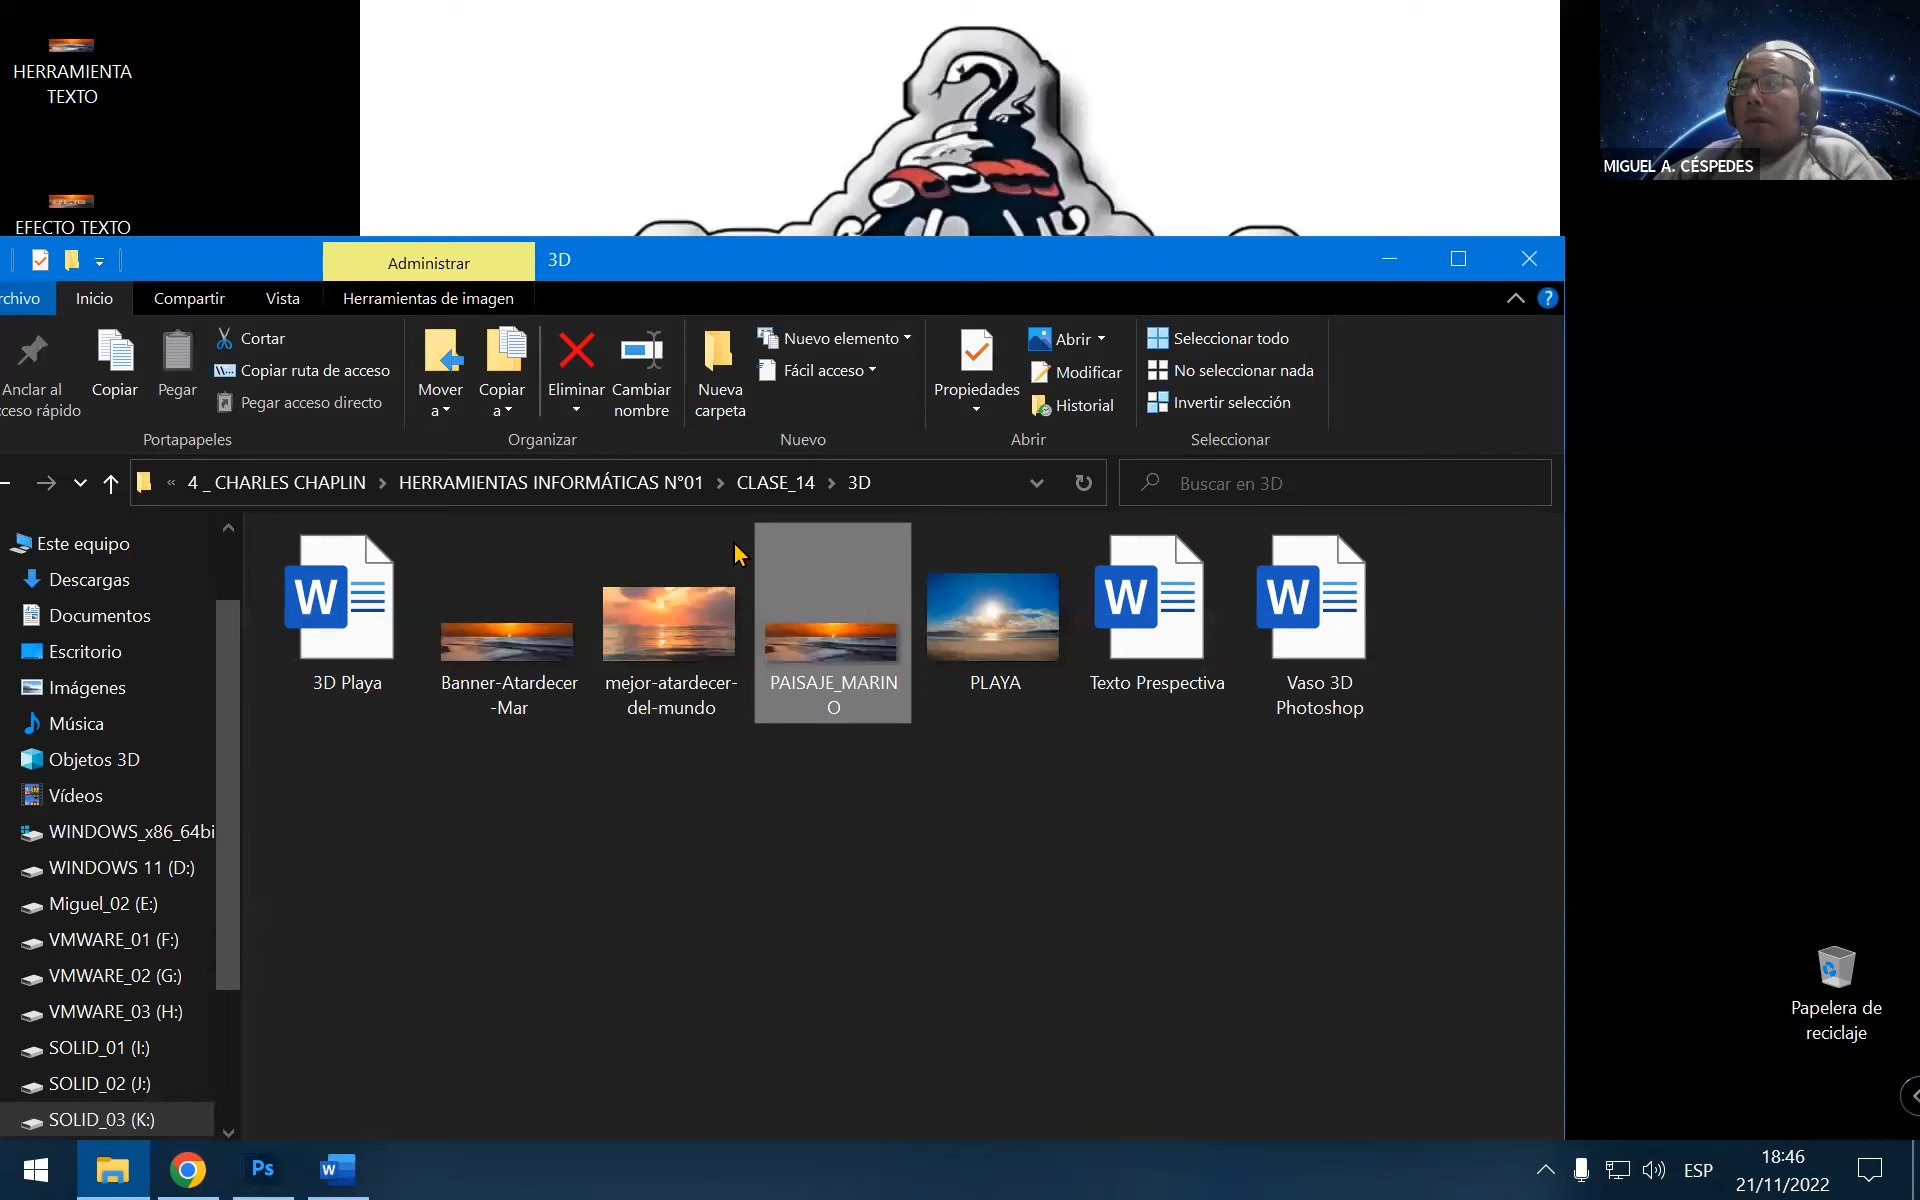 HERRAMIENTA
TEXTO
EFECTO TEXTO
MIGUEL A. CÉSPEDES
Administrar
3D
rchivo
Inicio
Compartir
Vista
Herramientas de imagen
Anclar al
ceso rápido
Copiar
Pegar
Cortar
Copiar ruta de acceso
Pegar acceso directo
Portapapeles
Mover
a
Copiar
a
Eliminar
Cambiar
nombre
Organizar
Nueva
carpeta
Nuevo elemento
Fácil acceso
Nuevo
Propiedades
Abrir
Modificar
Historial
Abrir
Seleccionar todo
No seleccionar nada
Invertir selección
Seleccionar
« 4 _ CHARLES CHAPLIN > HERRAMIENTAS INFORMÁTICAS N°01 > CLASE_14 > 3D
Buscar en 3D
Este equipo
Descargas
Documentos
Escritorio
Imágenes
Música
Objetos 3D
Vídeos
WINDOWS_x86_64bi
WINDOWS 11 (D:)
Miguel_02 (E:)
VMWARE_01 (F:)
VMWARE_02 (G:)
VMWARE_03 (H:)
SOLID_01 (I:)
SOLID_02 (J:)
SOLID_03 (K:)
3D Playa
Banner-Atardecer
-Mar
mejor-atardecer-
del-mundo
PAISAJE_MARIN
O
PLAYA
Texto Prespectiva
Vaso 3D
Photoshop
Papelera de
reciclaje
Ps
W
ESP
18:46
21/11/2022